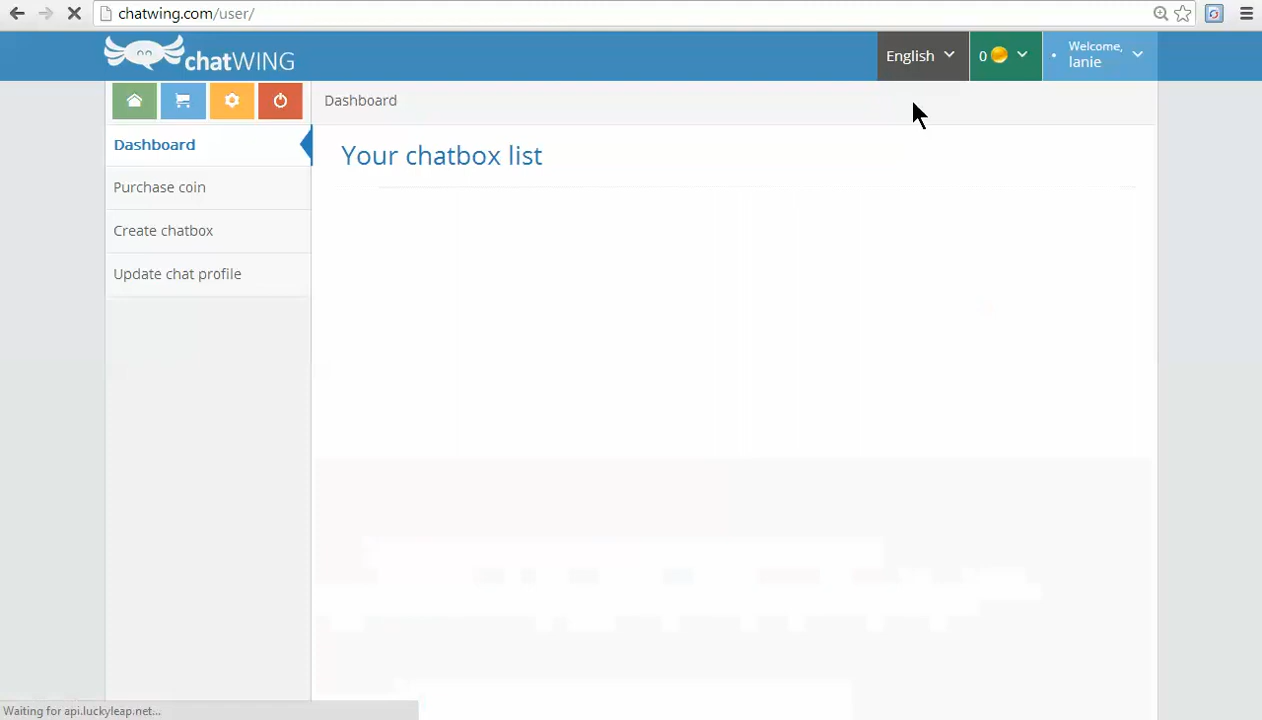 chatwing.com/user/
chatWING
English
0
Welcome,
lanie
Dashboard
Dashboard
Your chatbox list
Purchase coin
Create chatbox
Update chat profile
Waiting for api.luckyleap.net...